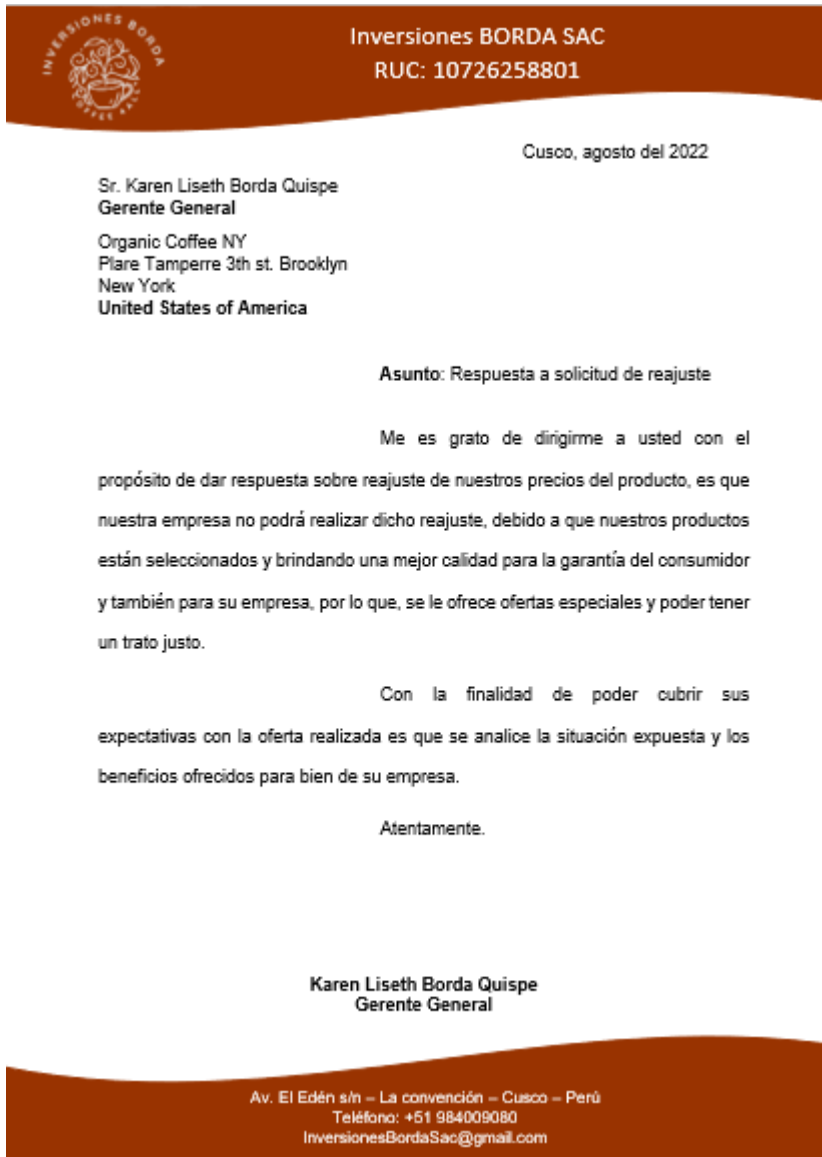 INVERSIONES BORDA
COFFEE SAC
Inversiones BORDA SAC
RUC: 10726258801
Cusco, agosto del 2022
Sr. Karen Liseth Borda Quispe
Gerente General
Organic Coffee NY
Plare Tamperre 3th st. Brooklyn
New York
United States of America
Asunto: Respuesta a solicitud de reajuste
Me es grato de dirigirme a usted con el
propósito de dar respuesta sobre reajuste de nuestros precios del producto, es que
nuestra empresa no podrá realizar dicho reajuste, debido a que nuestros productos
están seleccionados y brindando una mejor calidad para la garantía del consumidor
y también para su empresa, por lo que, se le ofrece ofertas especiales y poder tener
un trato justo.
Con la finalidad de poder cubrir sus
expectativas con la oferta realizada es que se analice la situación expuesta y los
beneficios ofrecidos para bien de su empresa.
Atentamente.
Karen Liseth Borda Quispe
Gerente General
Av. El Edén s/n – La convención – Cusco – Perú
Teléfono: +51 984009080
InversionesBordaSac@gmail.com